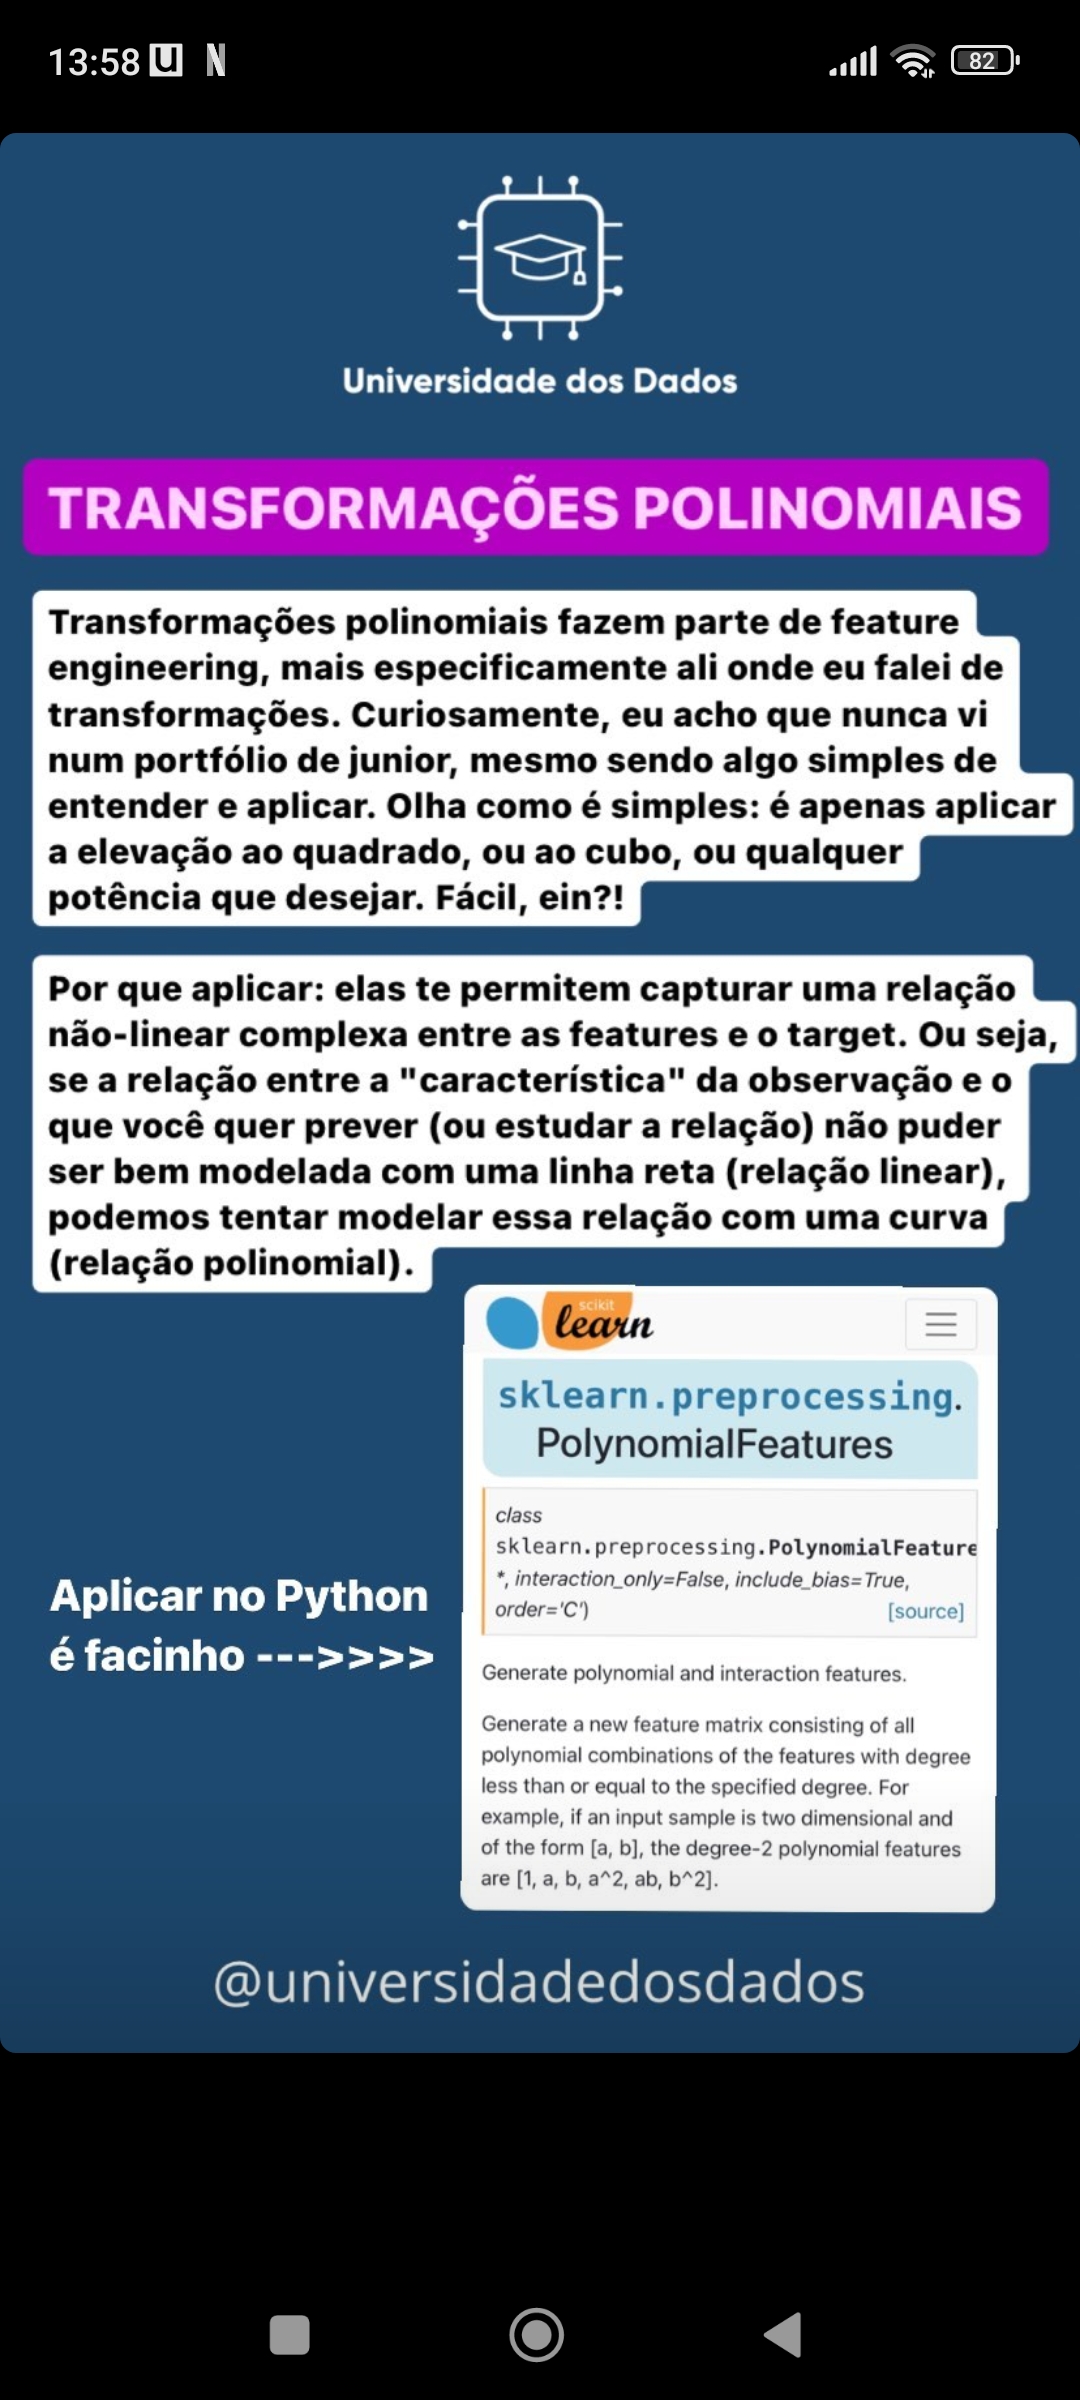 13:58
82
Universidade dos Dados
TRANSFORMAÇÕES POLINOMIAIS
Transformações polinomiais fazem parte de feature
engineering, mais especificamente ali onde eu falei de
transformações. Curiosamente, eu acho que nunca vi
num portfólio de junior, mesmo sendo algo simples de
entender e aplicar. Olha como é simples: é apenas aplicar
a elevação ao quadrado, ou ao cubo, ou qualquer
potência que desejar. Fácil, ein?!
Por que aplicar: elas te permitem capturar uma relação
não-linear complexa entre as features e o target. Ou seja,
se a relação entre a "característica" da observação e o
que você quer prever (ou estudar a relação) não puder
ser bem modelada com uma linha reta (relação linear),
podemos tentar modelar essa relação com uma curva
(relação polinomial).
scikit
learn
sklearn.preprocessing.
PolynomialFeatures
class
sklearn.preprocessing.PolynomialFeature
*, interaction_only=False, include_bias=True,
order='C') [source]
Generate polynomial and interaction features.
Generate a new feature matrix consisting of all
polynomial combinations of the features with degree
less than or equal to the specified degree. For
example, if an input sample is two dimensional and
of the form [a, b], the degree-2 polynomial features
are [1, a, b, a^2, ab, b^2].
Aplicar no Python
é facinho --->>>>
@universidadedosdados